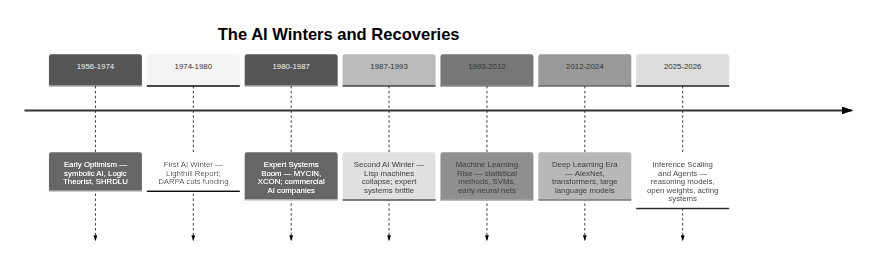 The AI Winters and Recoveries
1956-1974
1974-1980
1980-1987
1987-1993
1993-2012
2012-2024
2025-2026
Early Optimism —
symbolic AI, Logic
Theorist, SHRDLU
First AI Winter —
Lighthill Report;
DARPA cuts funding
Expert Systems
Boom — MYCIN,
XCON; commercial
AI companies
Second AI Winter —
Lisp machines
collapse; expert
systems brittle
Machine Learning
Rise — statistical
methods, SVMs,
early neural nets
Deep Learning Era
— AlexNet,
transformers, large
language models
Inference Scaling
and Agents —
reasoning models,
open weights, acting
systems